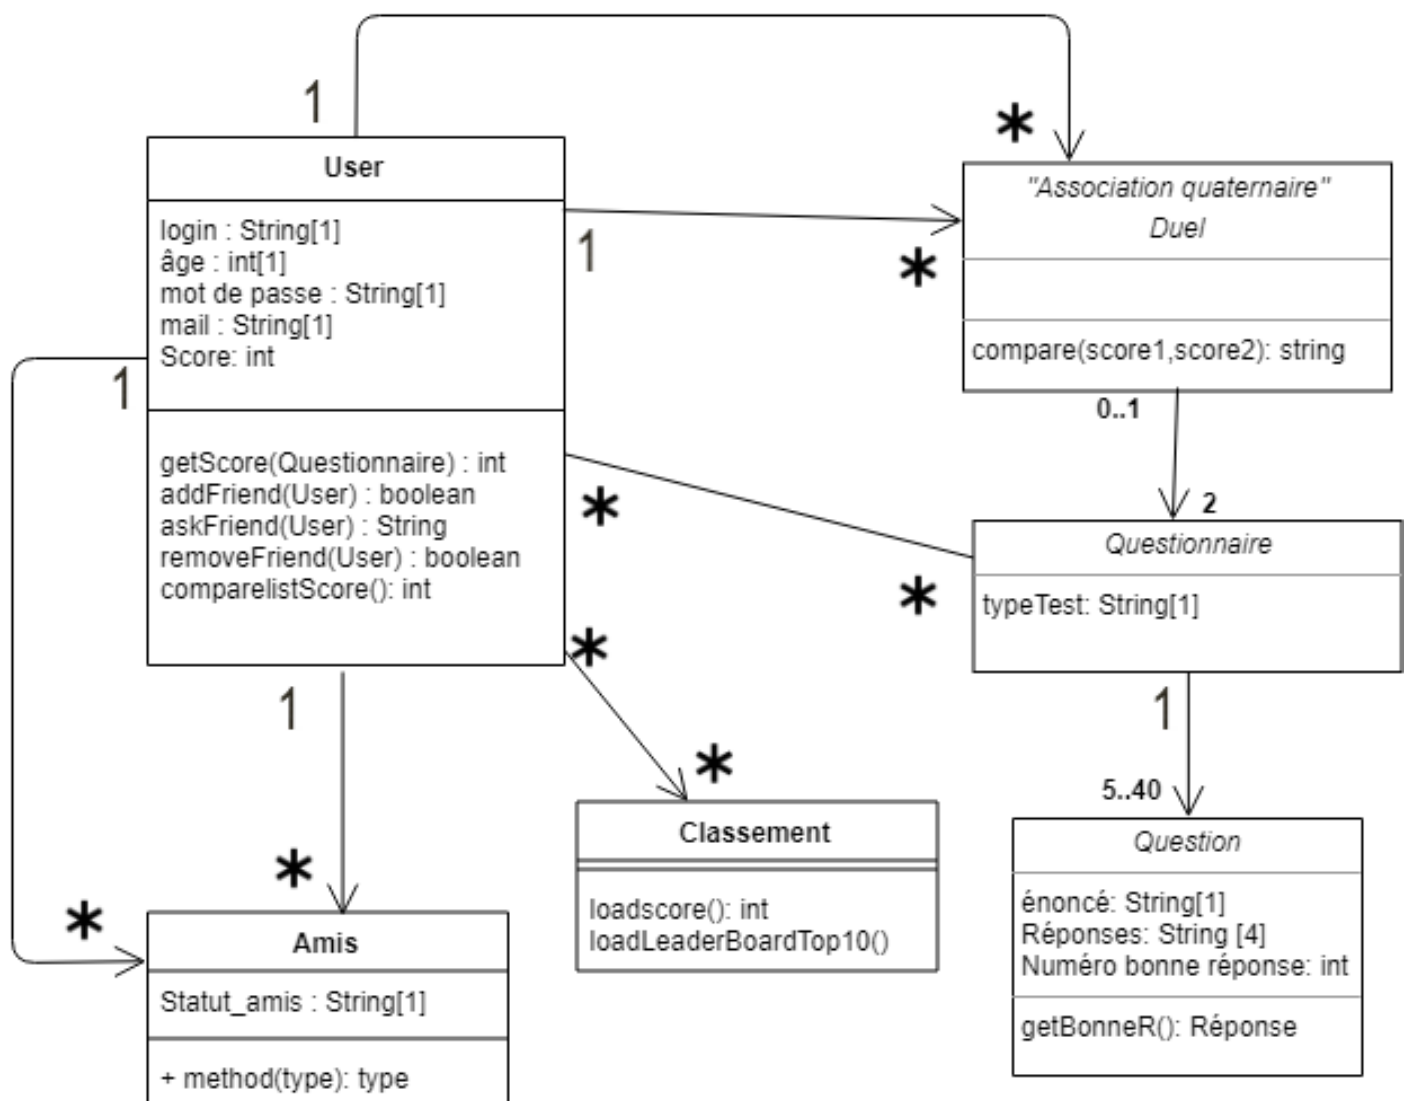 1
*
User
login : String[1]
âge : int[1]
mot de passe : String[1]
mail : String[1]
Score: int
getScore(Questionnaire) : int
addFriend(User) : boolean
askFriend(User) : String
removeFriend(User) : boolean
comparelistScore(): int
"Association quaternaire"
Duel
compare(score1,score2): string
1
*
1
0..1
2
*
*
Questionnaire
typeTest: String[1]
*
1
1
*
5..40
Classement
loadscore(): int
loadLeaderBoardTop10()
Question
énoncé: String[1]
Réponses: String [4]
Numéro bonne réponse: int
getBonneR(): Réponse
*
*
Amis
Statut_amis : String[1]
+ method(type): type